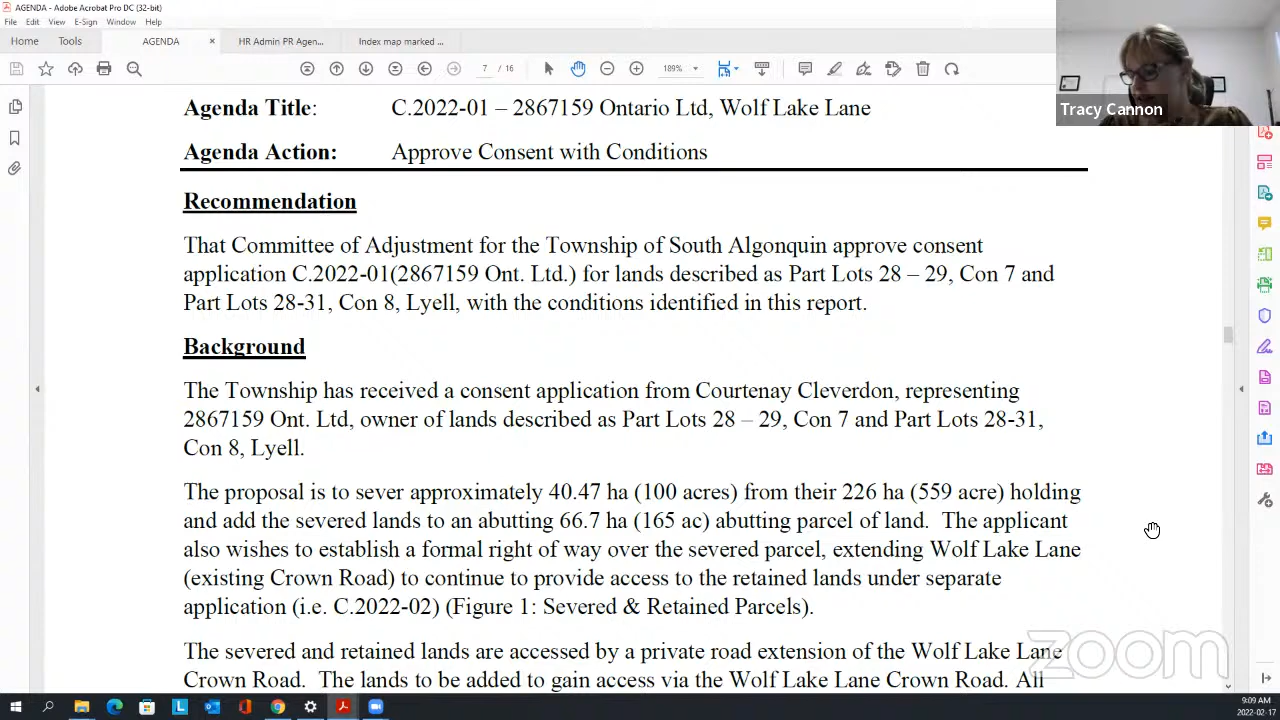 AGENDA - Adobe Acrobat Pro DC (32-bit)
File Edit View E-Sign Window Help
Home Tools AGENDA × HR Admin PR Agen... Index map marked ...
7 / 16 189%
Tracy Cannon
Agenda Title: C.2022-01 – 2867159 Ontario Ltd, Wolf Lake Lane
Agenda Action: Approve Consent with Conditions
Recommendation
That Committee of Adjustment for the Township of South Algonquin approve consent
application C.2022-01(2867159 Ont. Ltd.) for lands described as Part Lots 28 – 29, Con 7 and
Part Lots 28-31, Con 8, Lyell, with the conditions identified in this report.
Background
The Township has received a consent application from Courtenay Cleverdon, representing
2867159 Ont. Ltd, owner of lands described as Part Lots 28 – 29, Con 7 and Part Lots 28-31,
Con 8, Lyell.
The proposal is to sever approximately 40.47 ha (100 acres) from their 226 ha (559 acre) holding
and add the severed lands to an abutting 66.7 ha (165 ac) abutting parcel of land. The applicant
also wishes to establish a formal right of way over the severed parcel, extending Wolf Lake Lane
(existing Crown Road) to continue to provide access to the retained lands under separate
application (i.e. C.2022-02) (Figure 1: Severed & Retained Parcels).
The severed and retained lands are accessed by a private road extension of the Wolf Lake Lane
Crown Road. The lands to be added to gain access via the Wolf Lake Lane Crown Road. All
zoom
9:09 AM
2022-02-17